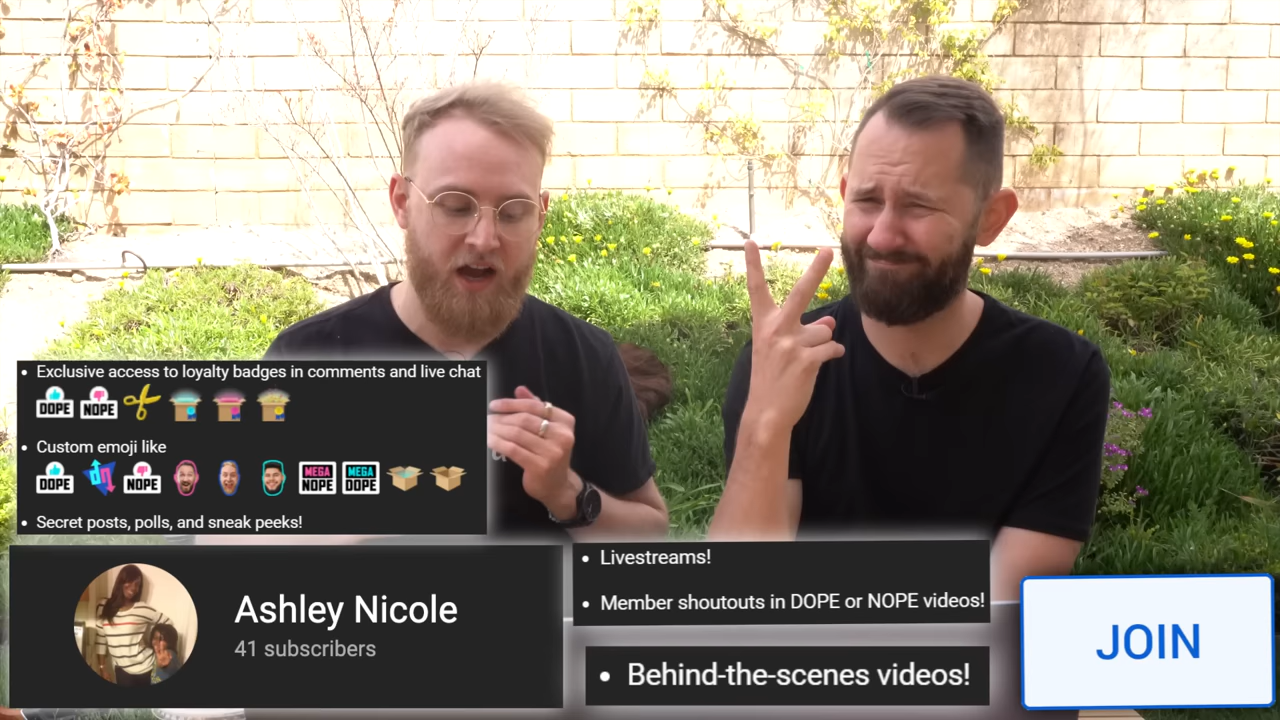 Exclusive access to loyalty badges in comments and live chat
DOPE NOPE
Custom emoji like
DOPE dn NOPE MEGA NOPE MEGA DOPE
Secret posts, polls, and sneak peeks!
Ashley Nicole
41 subscribers
Livestreams!
Member shoutouts in DOPE or NOPE videos!
Behind-the-scenes videos!
JOIN